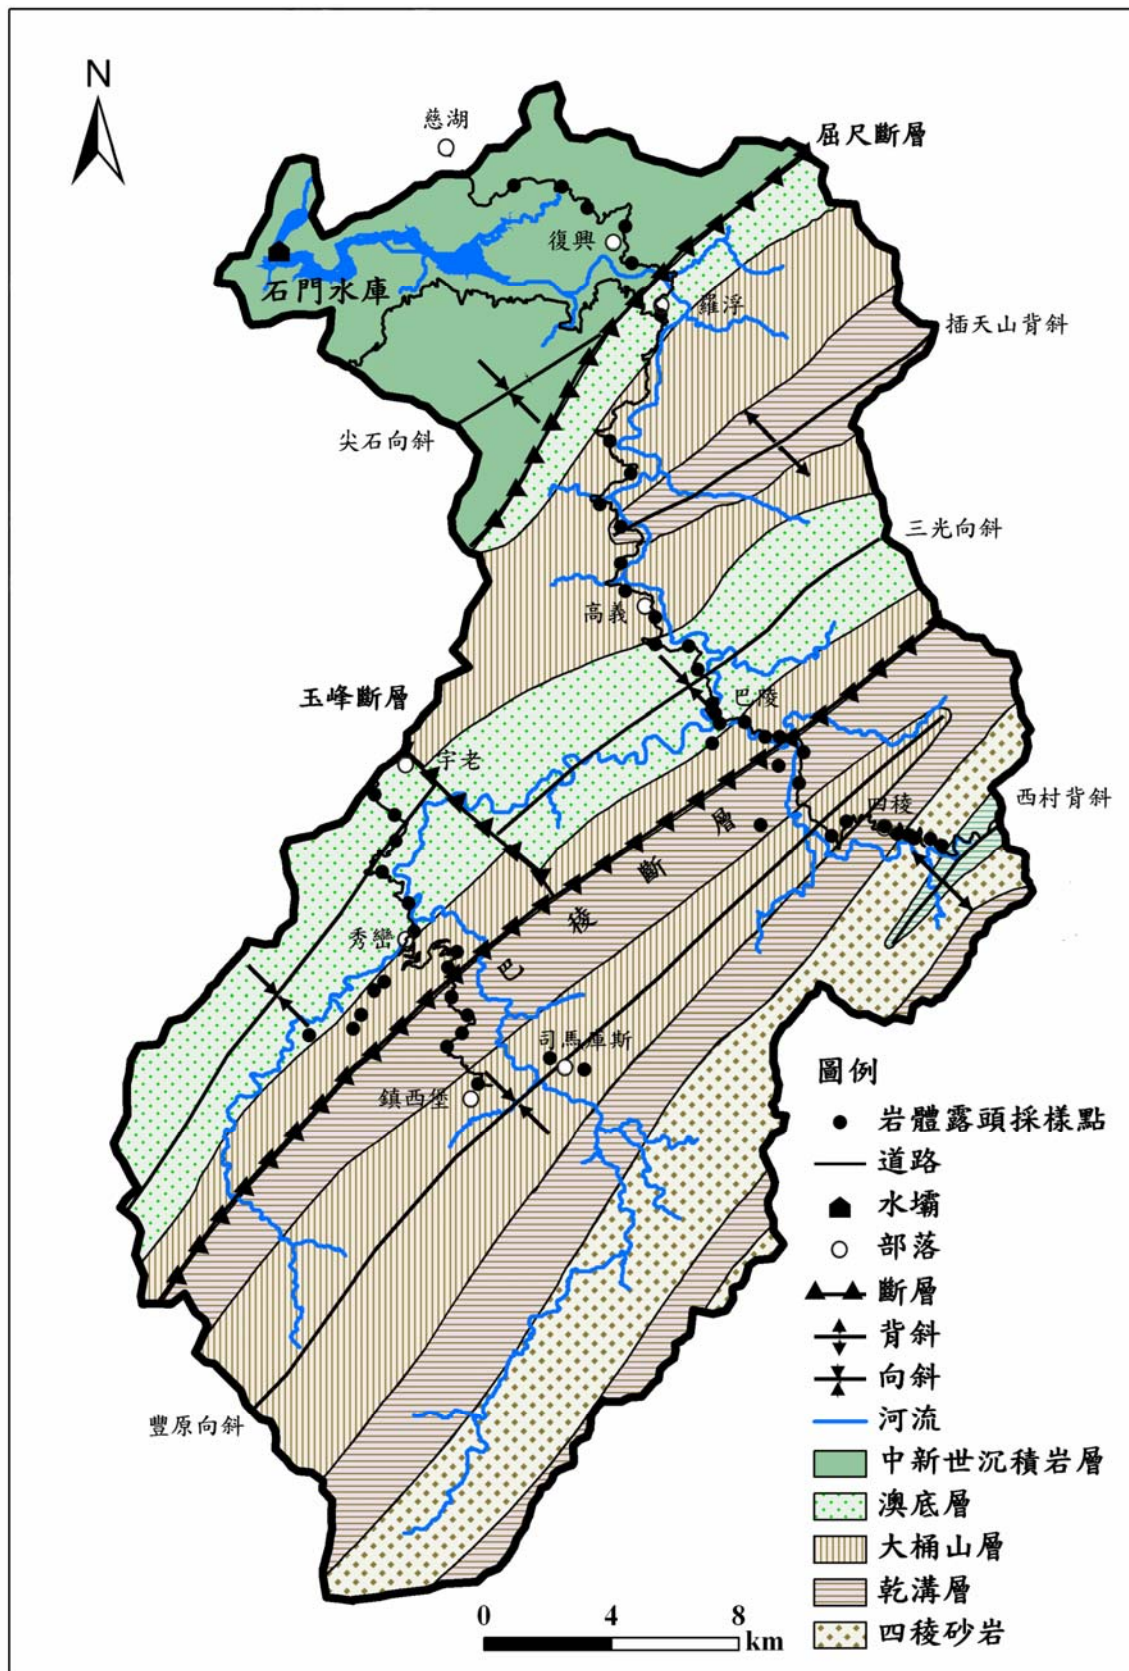 N
慈湖
屈尺斷層
復興
石門水庫
羅浮
插天山背斜
尖石向斜
三光向斜
高義
玉峰斷層
巴陵
宇老
西村背斜
四稜
巴稜斷層
秀巒
司馬庫斯
鎮西堡
豐原向斜
圖例
岩體露頭採樣點
道路
水壩
部落
斷層
背斜
向斜
河流
中新世沉積岩層
澳底層
大桶山層
乾溝層
四稜砂岩
0 4 8
km